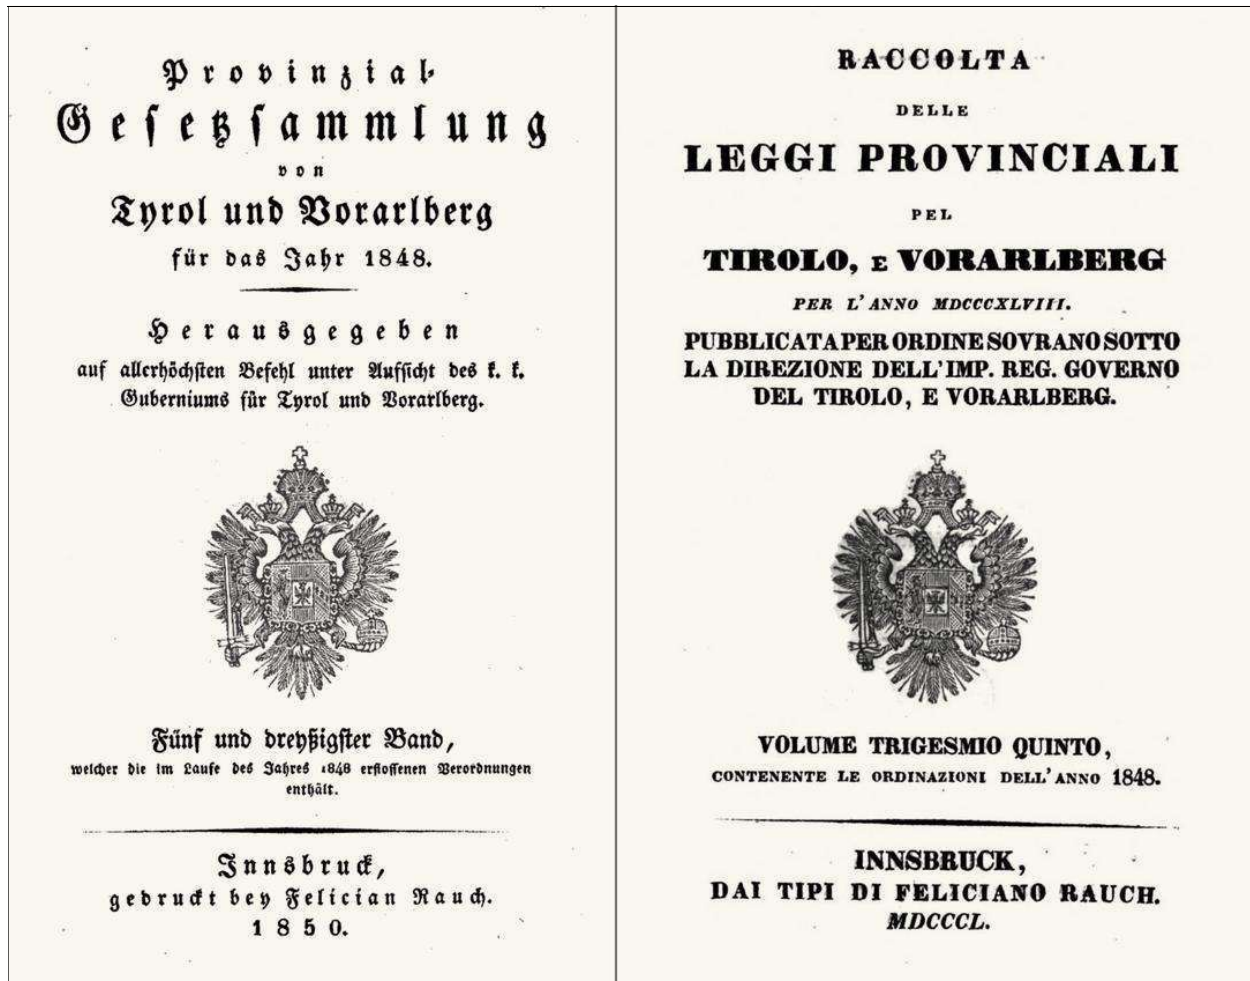 Provinzial-
Gesetzsammlung
von
Tyrol und Vorarlberg
für das Jahr 1848.
Herausgegeben
auf allerhöchsten Befehl unter Aufsicht des k. k.
Guberniums für Tyrol und Vorarlberg.
Fünf und dreyßigster Band,
welcher die im Laufe des Jahres 1848 erflossenen Verordnungen
enthält.
Innsbruck,
gedruckt bey Felician Rauch.
1850.
RACCOLTA
DELLE
LEGGI PROVINCIALI
PEL
TIROLO, E VORARLBERG
PER L'ANNO MDCCCXLVIII.
PUBBLICATA PER ORDINE SOVRANO SOTTO
LA DIREZIONE DELL'IMP. REG. GOVERNO
DEL TIROLO, E VORARLBERG.
VOLUME TRIGESMIO QUINTO,
CONTENENTE LE ORDINAZIONI DELL'ANNO 1848.
INNSBRUCK,
DAI TIPI DI FELICIANO RAUCH.
MDCCCL.